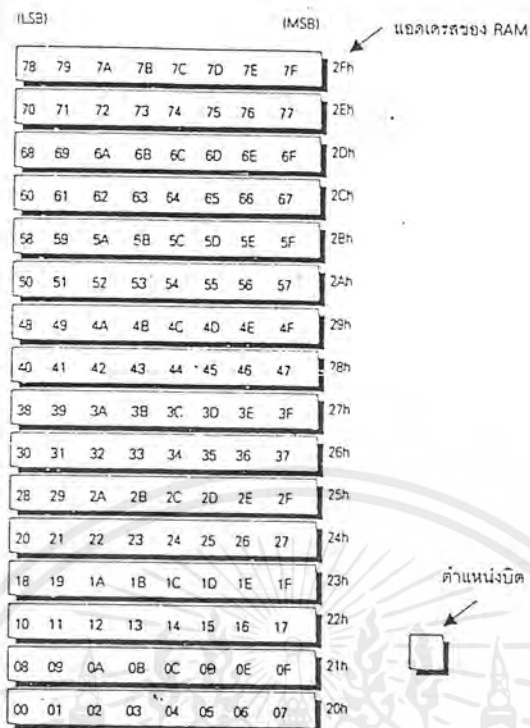 (LSB) (MSB) แอดเดรสของ RAM
78 79 7A 7B 7C 7D 7E 7F 2Fh
70 71 72 73 74 75 76 77 2Eh
68 69 6A 6B 6C 6D 6E 6F 2Dh
60 61 62 63 64 65 66 67 2Ch
58 59 5A 5B 5C 5D 5E 5F 2Bh
50 51 52 53 54 55 56 57 2Ah
48 49 4A 4B 4C 4D 4E 4F 29h
40 41 42 43 44 45 46 47 28h
38 39 3A 3B 3C 3D 3E 3F 27h
30 31 32 33 34 35 36 37 26h
28 29 2A 2B 2C 2D 2E 2F 25h
20 21 22 23 24 25 26 27 24h
18 19 1A 1B 1C 1D 1E 1F 23h
ตำแหน่งบิต
10 11 12 13 14 15 16 17 22h
08 09 0A 0B 0C 0D 0E 0F 21h
00 01 02 03 04 05 06 07 20h